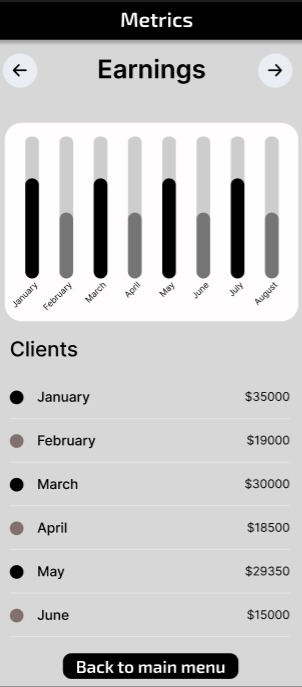 Metrics
Earnings
January February March April May June July August
Clients
January $35000
February $19000
March $30000
April $18500
May $29350
June $15000
Back to main menu